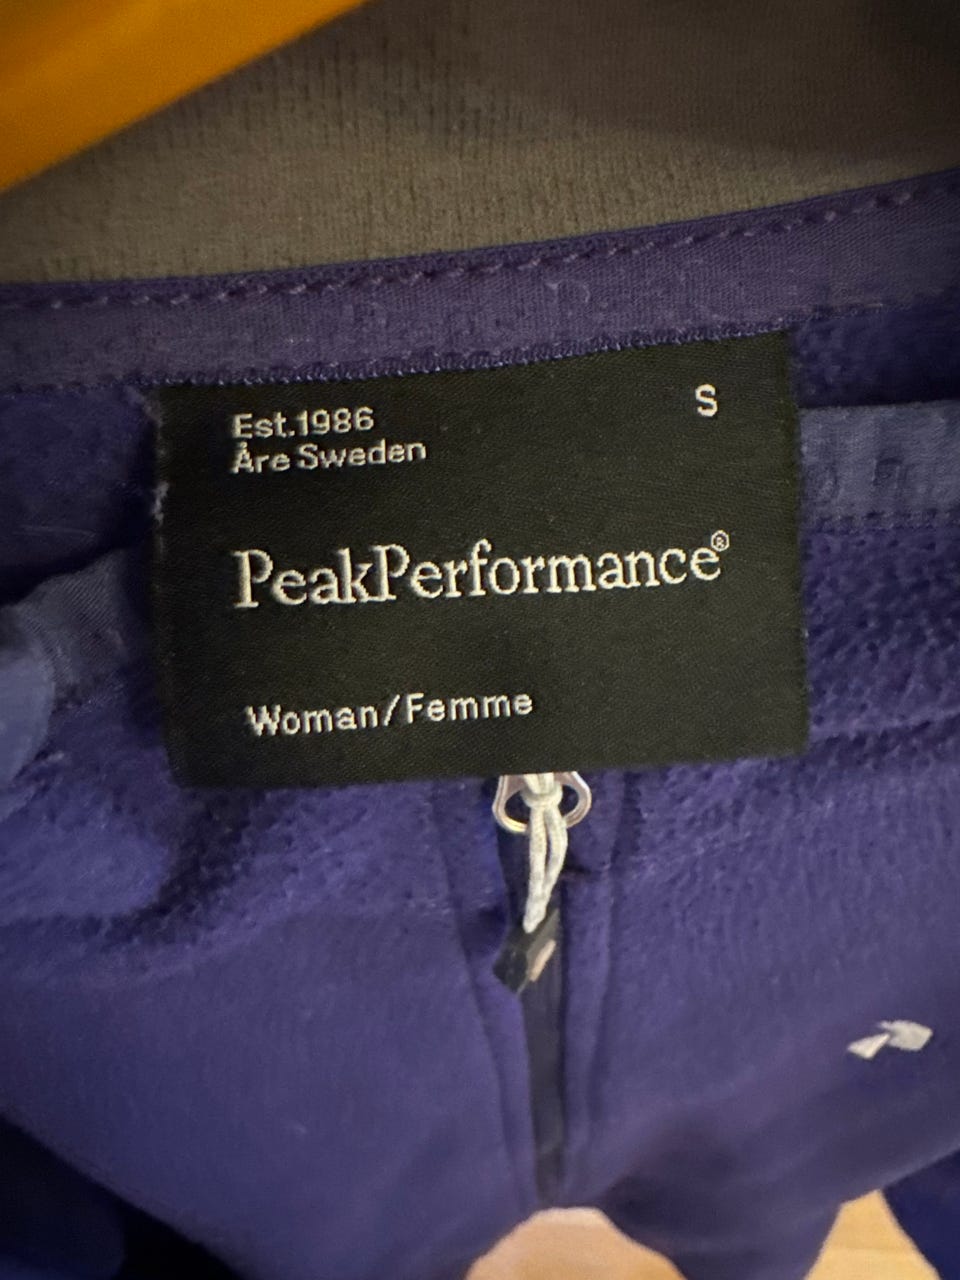 Est.1986
S
Åre Sweden
PeakPerformance®
Woman/Femme